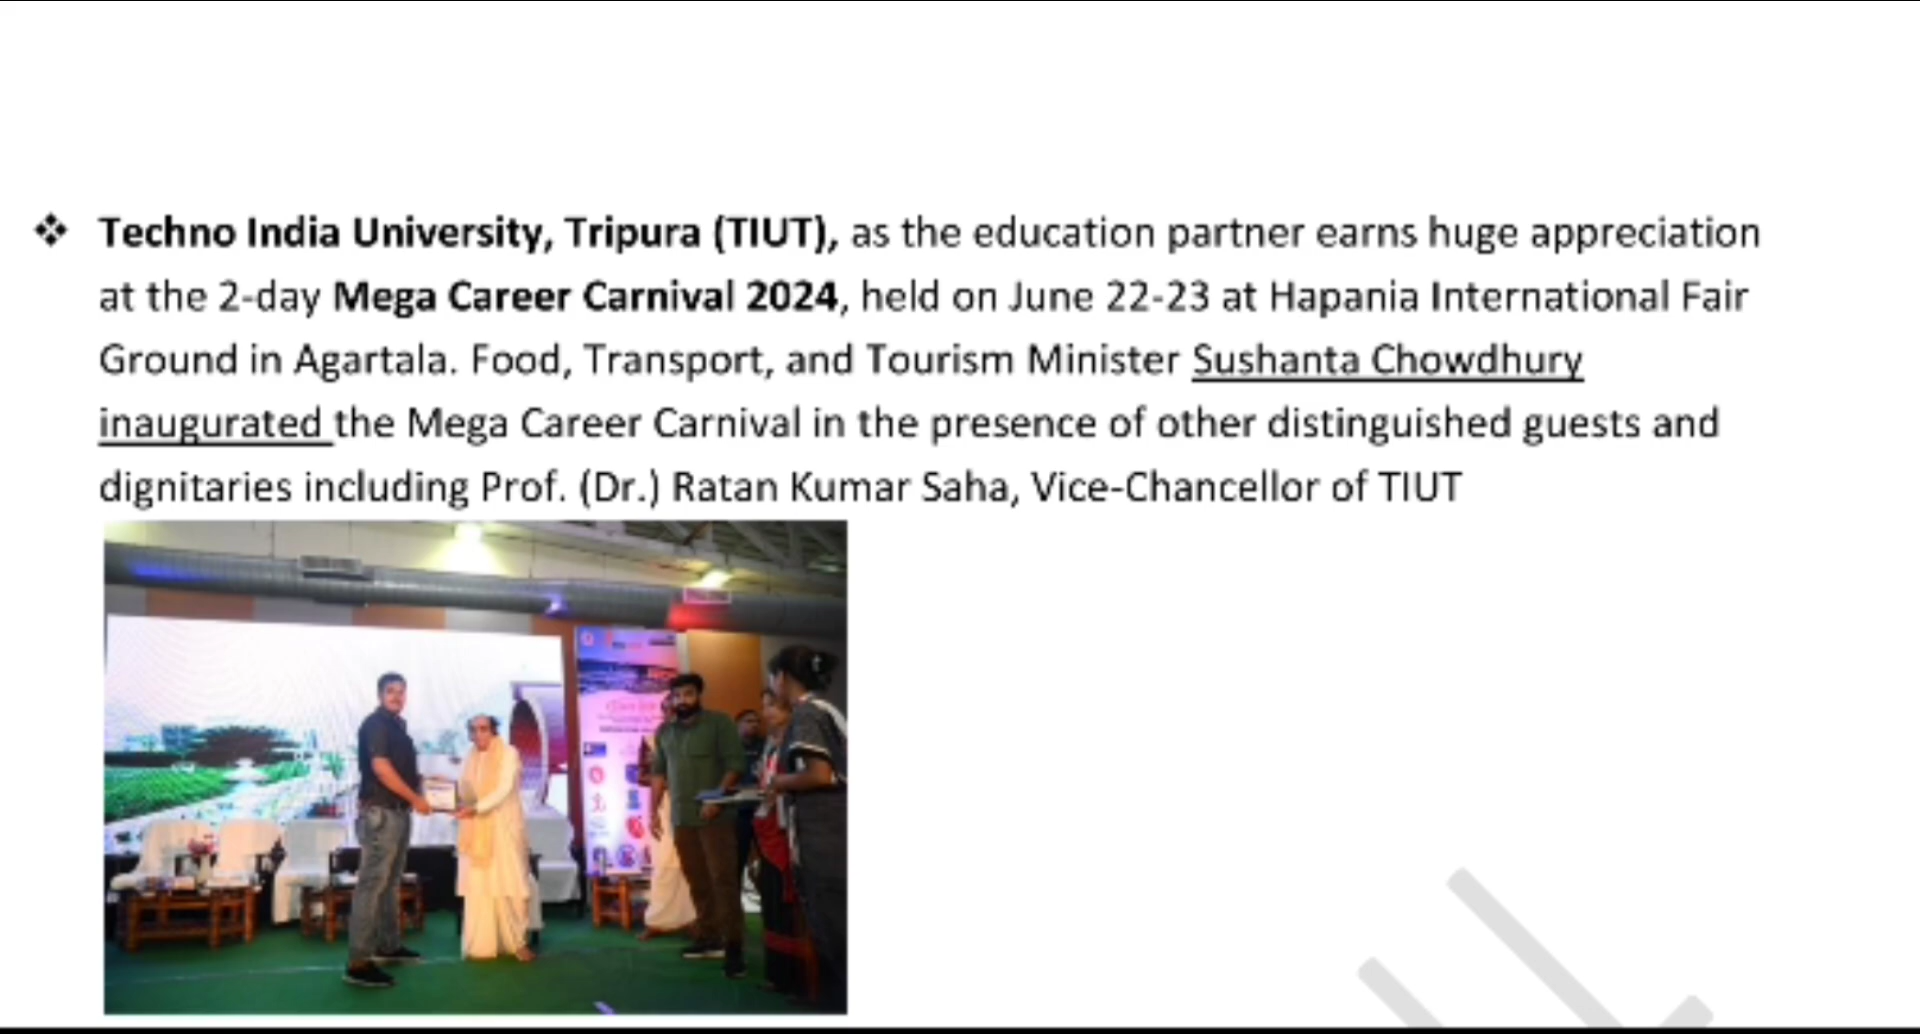 ❖ Techno India University, Tripura (TIUT), as the education partner earns huge appreciation
at the 2-day Mega Career Carnival 2024, held on June 22-23 at Hapania International Fair
Ground in Agartala. Food, Transport, and Tourism Minister Sushanta Chowdhury
inaugurated the Mega Career Carnival in the presence of other distinguished guests and
dignitaries including Prof. (Dr.) Ratan Kumar Saha, Vice-Chancellor of TIUT